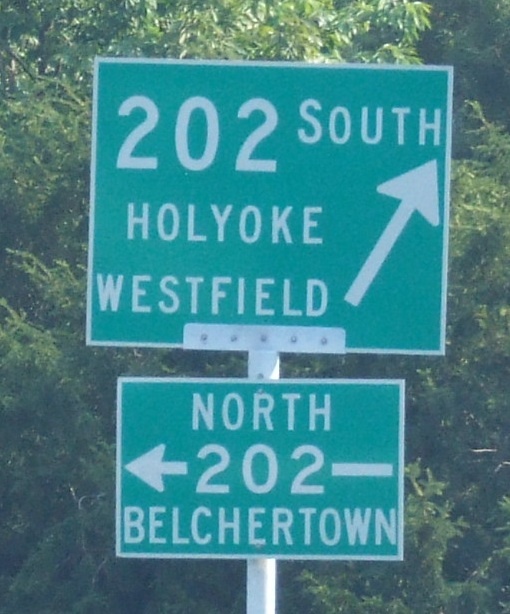 202 SOUTH
HOLYOKE
WESTFIELD
NORTH
202
BELCHERTOWN